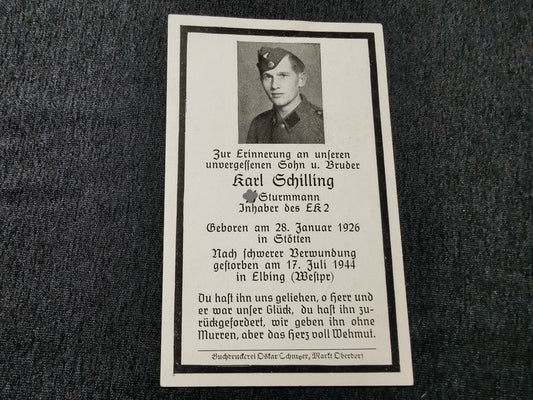 Zur Erinnerung an unseren
unvergessenen Sohn u. Bruder
Karl Schilling
Sturmmann
Inhaber des EK2
Geboren am 28. Januar 1926
in Stötten
Nach schwerer Verwundung
gestorben am 17. Juli 1944
in Elbing (Westpr)
Du hast ihn uns geliehen, o Herr und
er war unser Glück, du hast ihn zu-
rückgefordert, wir geben ihn ohne
Murren, aber das Herz voll Wehmut.
Buchdruckerei Oskar Markt Oberdorf